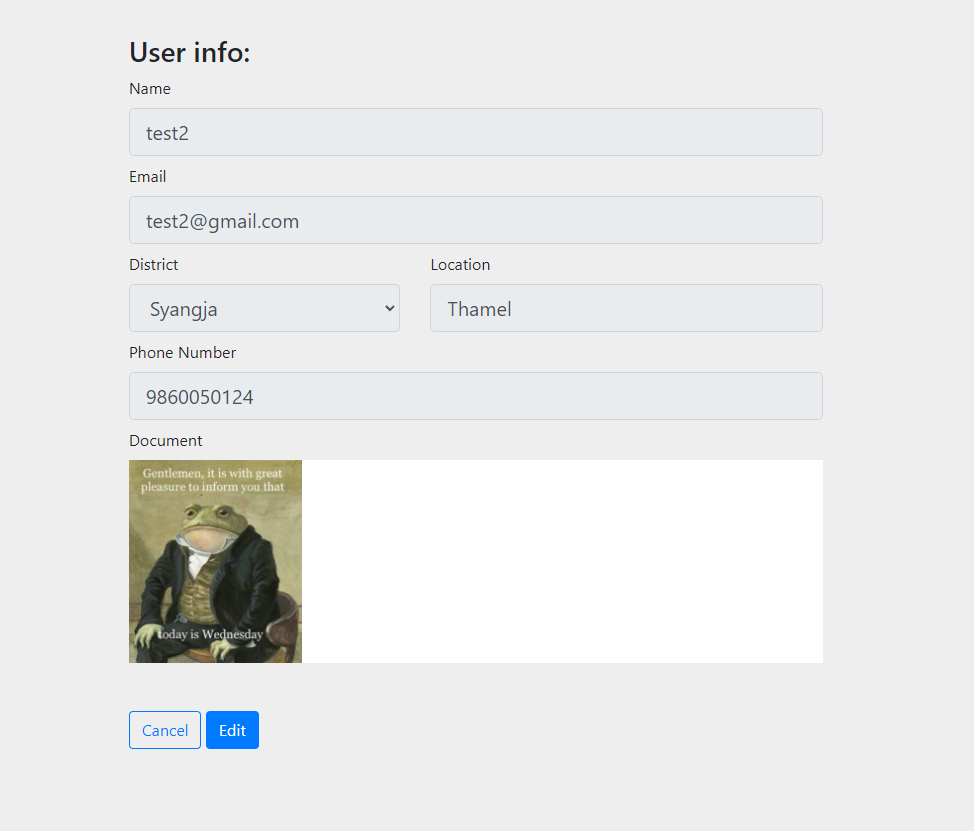 User info:
Name
test2
Email
test2@gmail.com
District
Location
Syangja
Thamel
Phone Number
9860050124
Document
Gentlemen, it is with great
pleasure to inform you that
today is Wednesday
Cancel
Edit